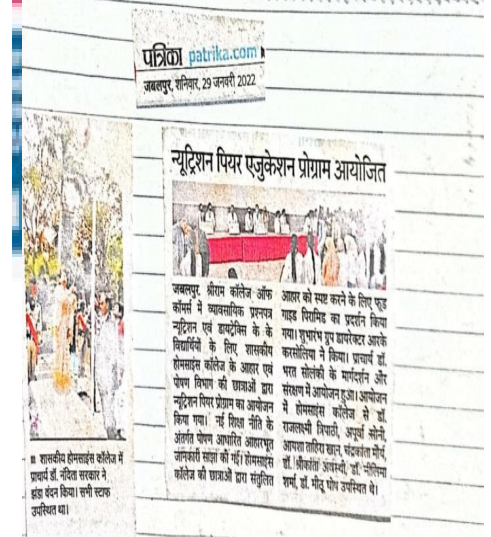 पत्रिका patrika.com
जबलपुर, शनिवार, 29 जनवरी 2022
न्यूट्रिशन पियर एजुकेशन प्रोग्राम आयोजित
जबलपुर. श्रीराम कॉलेज ऑफ
कॉमर्स में व्यावसायिक प्रश्नपत्र
न्यूट्रिशन एवं डायटेक्सि के के
विद्यार्थियों के लिए शासकीय
होमसाइंस कॉलेज के आहार एवं
पोषण विभाग की छात्राओं द्वारा
न्यूट्रिशन पियर प्रोग्राम का आयोजन
किया गया। नई शिक्षा नीति के
अंतर्गत पोषण आधारित आहारभूत
जानकारी सांझा की गई। होमसाइंस
कॉलेज की छात्राओं द्वारा संतुलित
आहार को स्पष्ट करने के लिए फूड
गाइड पिरामिड का प्रदर्शन किया
गया। शुभारंभ ग्रुप डायरेक्टर आरके
करसोलिया ने किया। प्राचार्य डॉ.
भरत सोलंकी के मार्गदर्शन और
संरक्षण में आयोजन हुआ। आयोजन
में होमसाइंस कॉलेज से डॉ.
राजलक्ष्मी त्रिपाठी, अपूर्वा सोनी,
आयशा ताहिरा खान, चंद्रकांता मौर्य,
डॉ. श्रीकांता अवस्थी, डॉ. नीलिमा
शर्मा, डॉ. मीदू घोष उपस्थित थे।
■ शासकीय होमसाइंस कॉलेज में
प्राचार्य डॉ. नंदिता सरकार ने
झंडा वंदन किया। सभी स्टाफ
उपस्थित था।